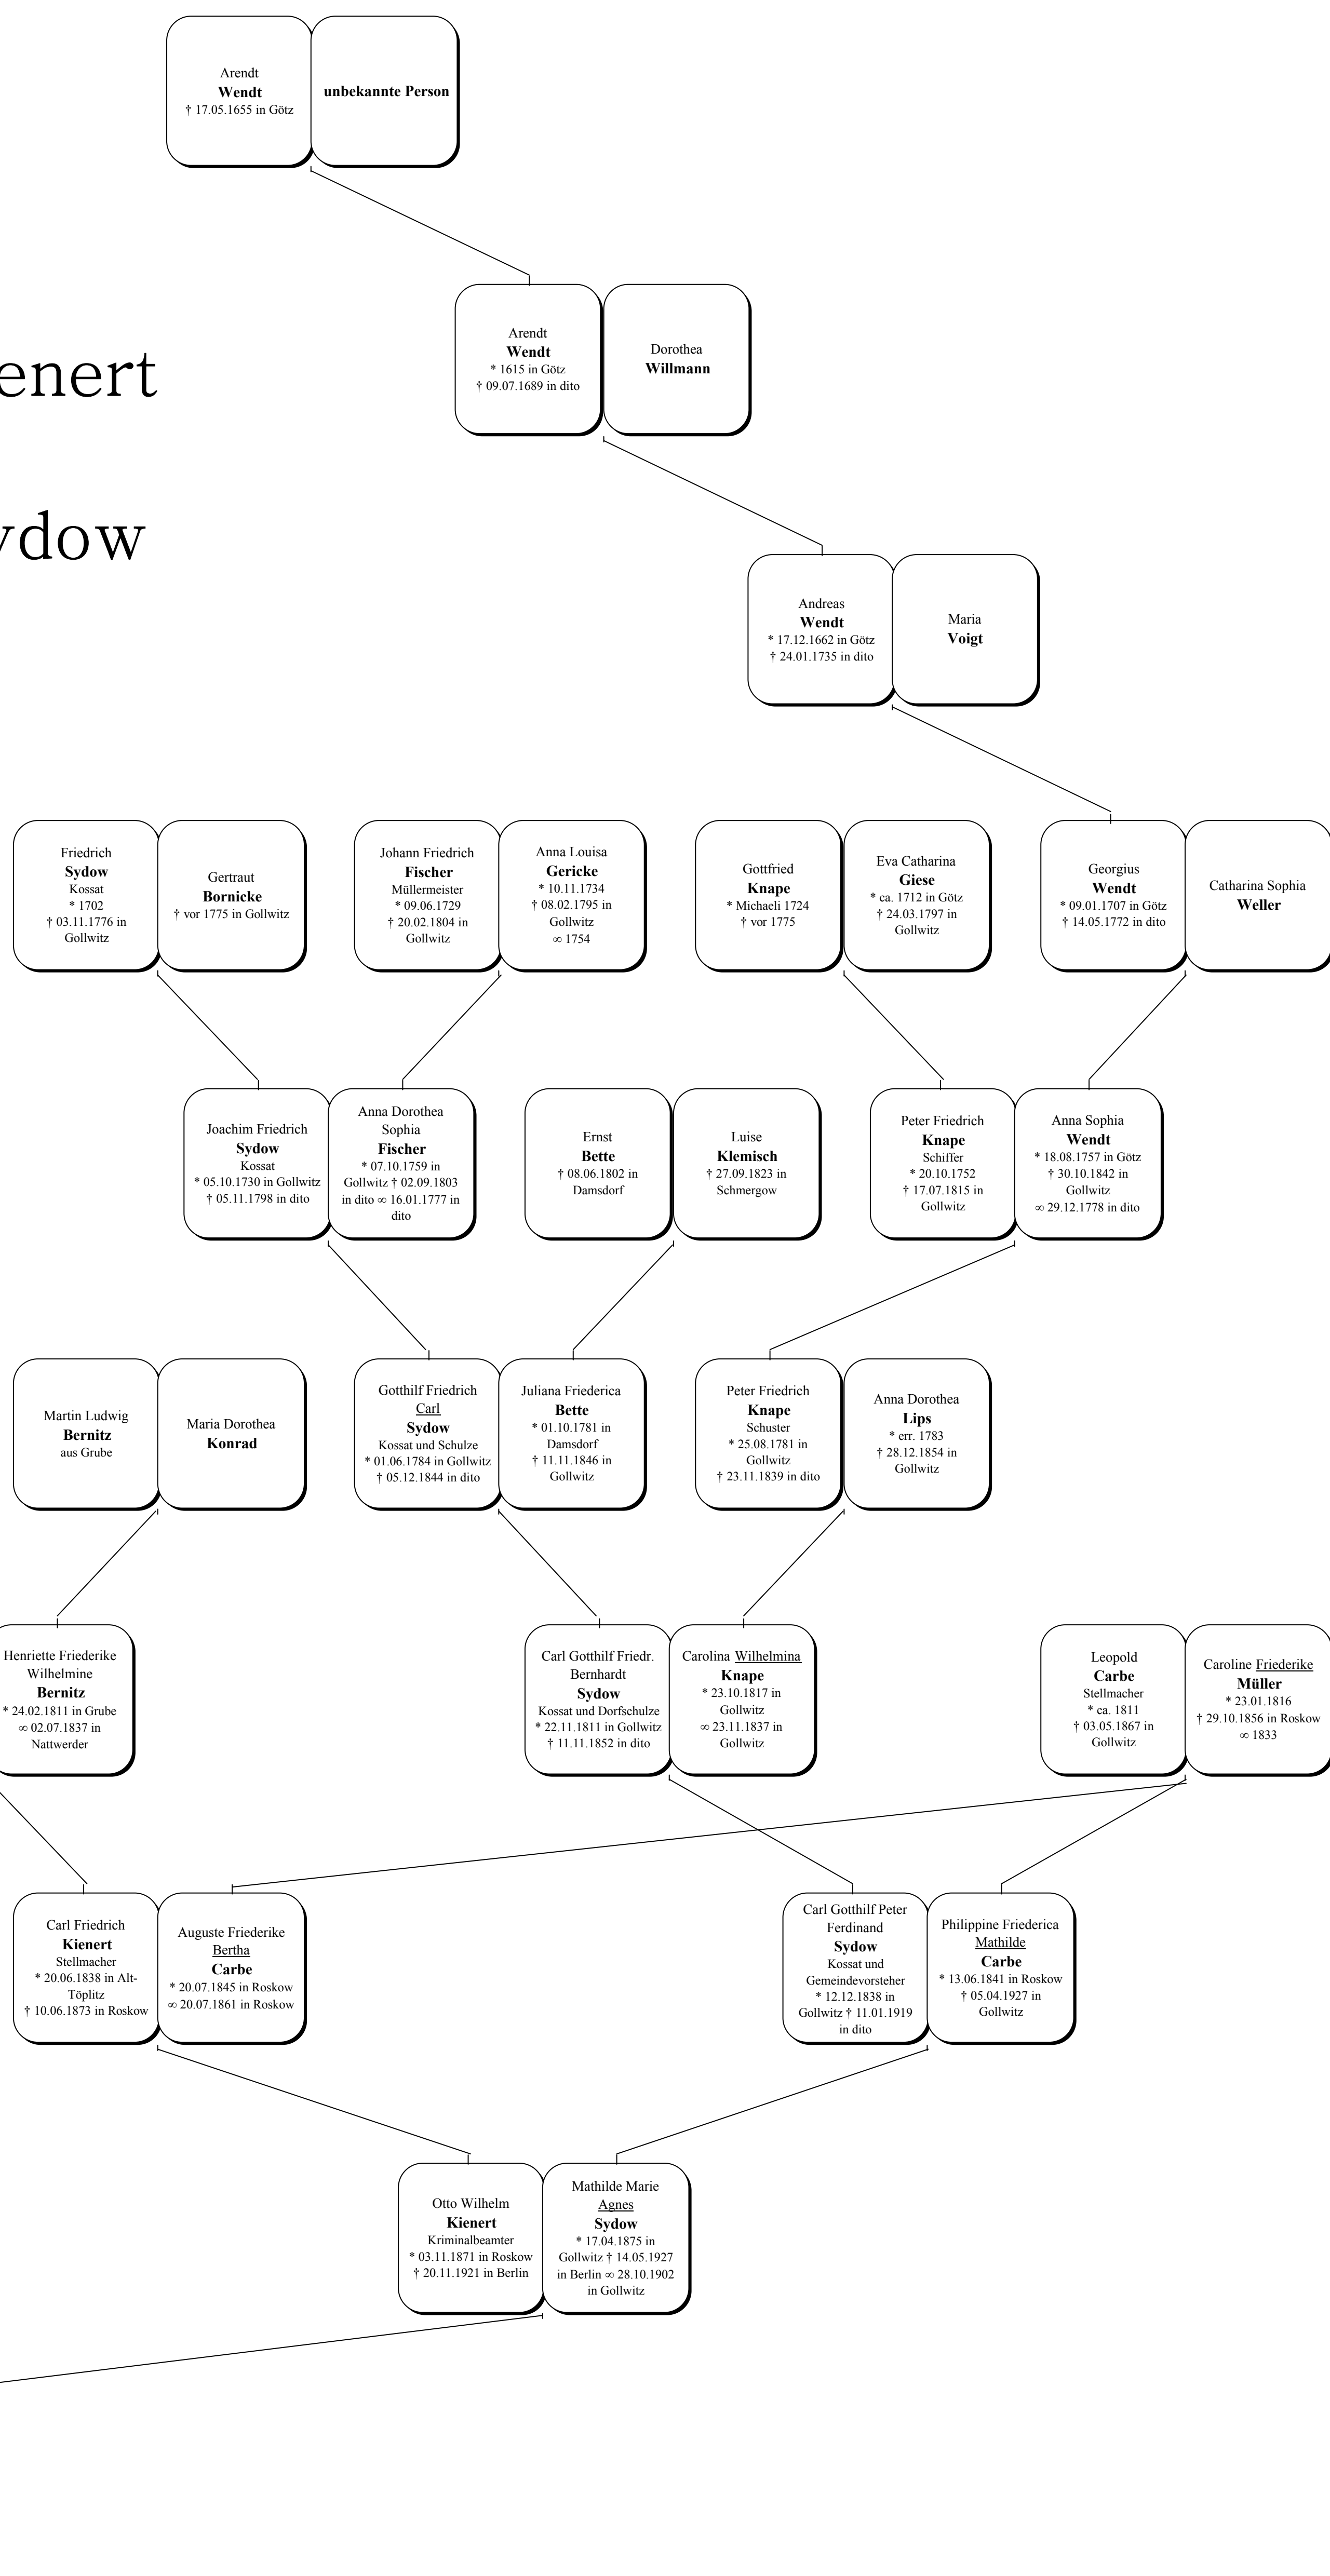 Arendt
Wendt
† 17.05.1655 in Götz
unbekannte Person
Arendt
Wendt
* 1615 in Götz
† 09.07.1689 in dito
Dorothea
Willmann
enert
ydow
Andreas
Wendt
* 17.12.1662 in Götz
† 24.01.1735 in dito
Maria
Voigt
Friedrich
Sydow
Kossat
* 1702
† 03.11.1776 in
Gollwitz
Gertraut
Bornicke
† vor 1775 in Gollwitz
Johann Friedrich
Fischer
Müllermeister
* 09.06.1729
† 20.02.1804 in
Gollwitz
Anna Louisa
Gericke
* 10.11.1734
† 08.02.1795 in
Gollwitz
∞ 1754
Gottfried
Knape
* Michaeli 1724
† vor 1775
Eva Catharina
Giese
* ca. 1712 in Götz
† 24.03.1797 in
Gollwitz
Georgius
Wendt
* 09.01.1707 in Götz
† 14.05.1772 in dito
Catharina Sophia
Weller
Joachim Friedrich
Sydow
Kossat
* 05.10.1730 in Gollwitz
† 05.11.1798 in dito
Anna Dorothea
Sophia
Fischer
* 07.10.1759 in
Gollwitz † 02.09.1803
in dito ∞ 16.01.1777 in
dito
Ernst
Bette
† 08.06.1802 in
Damsdorf
Luise
Klemisch
† 27.09.1823 in
Schmergow
Peter Friedrich
Knape
Schiffer
* 20.10.1752
† 17.07.1815 in
Gollwitz
Anna Sophia
Wendt
* 18.08.1757 in Götz
† 30.10.1842 in
Gollwitz
∞ 29.12.1778 in dito
Martin Ludwig
Bernitz
aus Grube
Maria Dorothea
Konrad
Gotthilf Friedrich
Carl
Sydow
Kossat und Schulze
* 01.06.1784 in Gollwitz
† 05.12.1844 in dito
Juliana Friederica
Bette
* 01.10.1781 in
Damsdorf
† 11.11.1846 in
Gollwitz
Peter Friedrich
Knape
Schuster
* 25.08.1781 in
Gollwitz
† 23.11.1839 in dito
Anna Dorothea
Lips
* err. 1783
† 28.12.1854 in
Gollwitz
Henriette Friederike
Wilhelmine
Bernitz
* 24.02.1811 in Grube
∞ 02.07.1837 in
Nattwerder
Carl Gotthilf Friedr.
Bernhardt
Sydow
Kossat und Dorfschulze
* 22.11.1811 in Gollwitz
† 11.11.1852 in dito
Carolina Wilhelmina
Knape
* 23.10.1817 in
Gollwitz
∞ 23.11.1837 in
Gollwitz
Leopold
Carbe
Stellmacher
* ca. 1811
† 03.05.1867 in
Gollwitz
Caroline Friederike
Müller
* 23.01.1816
† 29.10.1856 in Roskow
∞ 1833
Carl Friedrich
Kienert
Stellmacher
* 20.06.1838 in Alt-
Töplitz
† 10.06.1873 in Roskow
Auguste Friederike
Bertha
Carbe
* 20.07.1845 in Roskow
∞ 20.07.1861 in Roskow
Carl Gotthilf Peter
Ferdinand
Sydow
Kossat und
Gemeindevorsteher
* 12.12.1838 in
Gollwitz † 11.01.1919
in dito
Philippine Friederica
Mathilde
Carbe
* 13.06.1841 in Roskow
† 05.04.1927 in
Gollwitz
Otto Wilhelm
Kienert
Kriminalbeamter
* 03.11.1871 in Roskow
† 20.11.1921 in Berlin
Mathilde Marie
Agnes
Sydow
* 17.04.1875 in
Gollwitz † 14.05.1927
in Berlin ∞ 28.10.1902
in Gollwitz